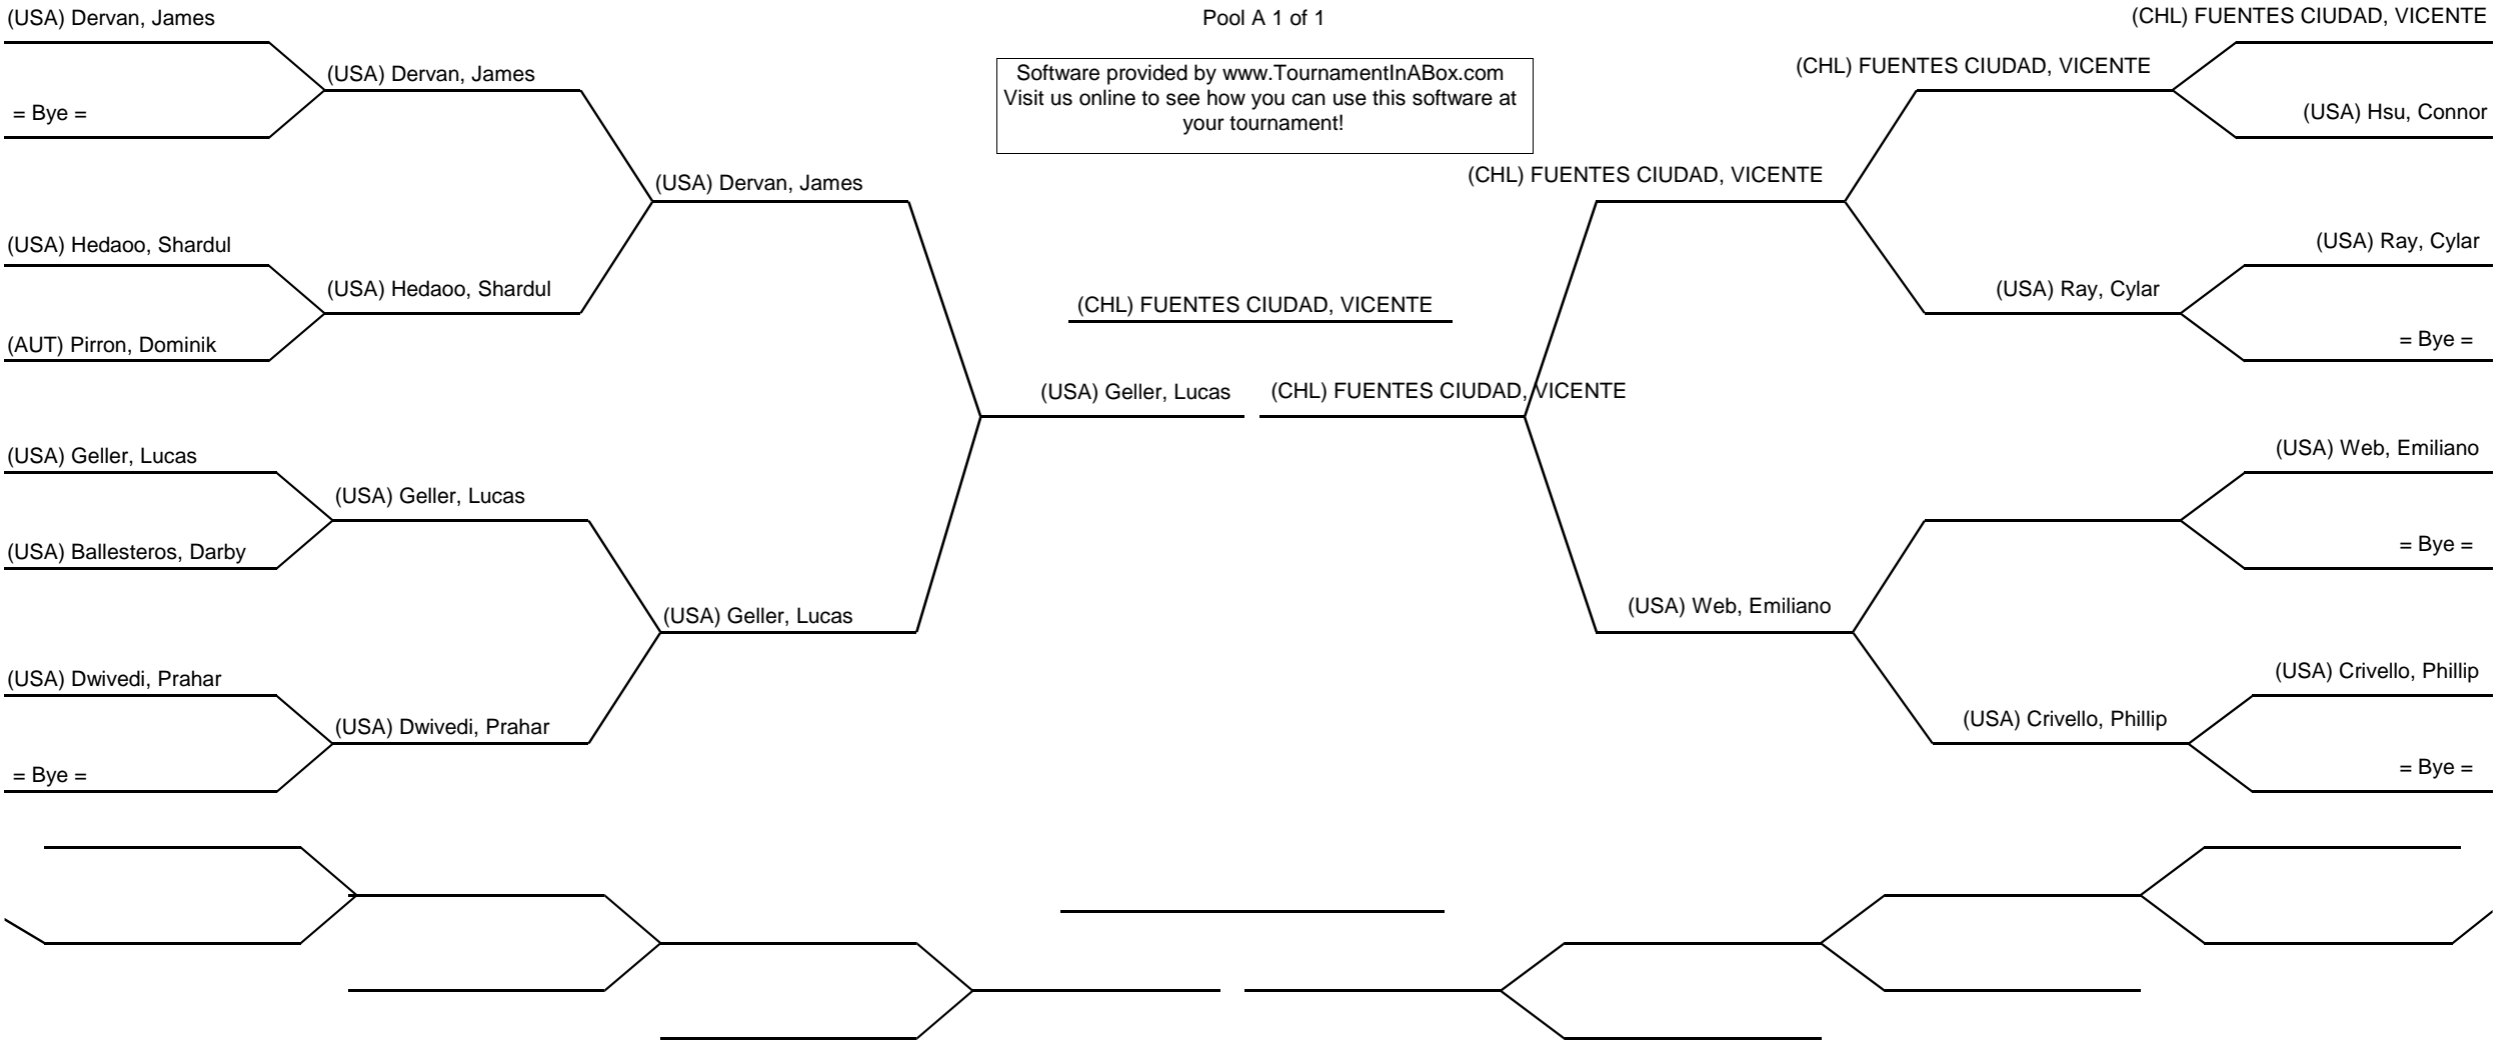 (USA) Dervan, James
Pool A 1 of 1
(CHL) FUENTES CIUDAD, VICENTE
(USA) Dervan, James
Software provided by www.TournamentInABox.com
Visit us online to see how you can use this software at
your tournament!
(CHL) FUENTES CIUDAD, VICENTE
= Bye =
(USA) Hsu, Connor
(USA) Dervan, James
(CHL) FUENTES CIUDAD, VICENTE
(USA) Hedaoo, Shardul
(USA) Ray, Cylar
(USA) Hedaoo, Shardul
(CHL) FUENTES CIUDAD, VICENTE
(USA) Ray, Cylar
(AUT) Pirron, Dominik
= Bye =
(USA) Geller, Lucas
(CHL) FUENTES CIUDAD, VICENTE
(USA) Geller, Lucas
(USA) Web, Emiliano
(USA) Geller, Lucas
(USA) Ballesteros, Darby
= Bye =
(USA) Geller, Lucas
(USA) Web, Emiliano
(USA) Dwivedi, Prahar
(USA) Crivello, Phillip
(USA) Dwivedi, Prahar
(USA) Crivello, Phillip
= Bye =
= Bye =